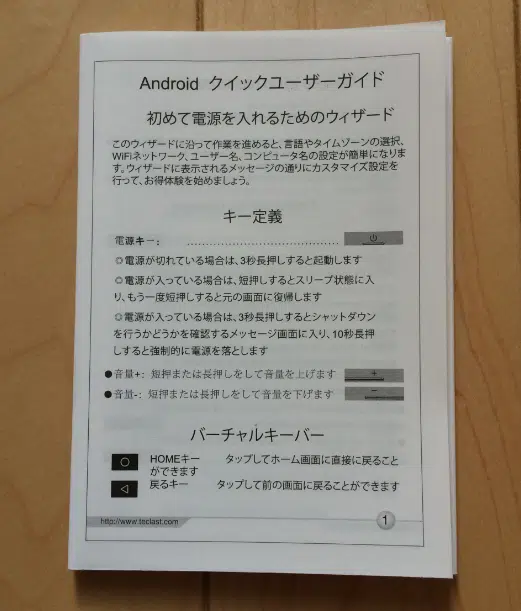 Android クイックユーザーガイド
初めて電源を入れるためのウィザード
このウィザードに沿って作業を進めると、言語やタイムゾーンの選択、
WiFiネットワーク、ユーザー名、コンピュータ名の設定が簡単になりま
す。ウィザードに表示されるメッセージの通りにカスタマイズ設定を
行って、お得体験を始めましょう。
キー定義
電源キー: ......................................
◎電源が切れている場合は、3秒長押しすると起動します
◎電源が入っている場合は、短押しするとスリープ状態に入
り、もう一度短押しすると元の画面に復帰します
◎電源が入っている場合は、3秒長押しするとシャットダウン
を行うかどうかを確認するメッセージ画面に入り、10秒長押
しすると強制的に電源を落とします
●音量+: 短押または長押しをして音量を上げます +
●音量-: 短押または長押しをして音量を下げます -
バーチャルキーバー
HOMEキー タップしてホーム画面に直接に戻ること
ができます
戻るキー タップして前の画面に戻ることができます
http://www.teclast.com 1